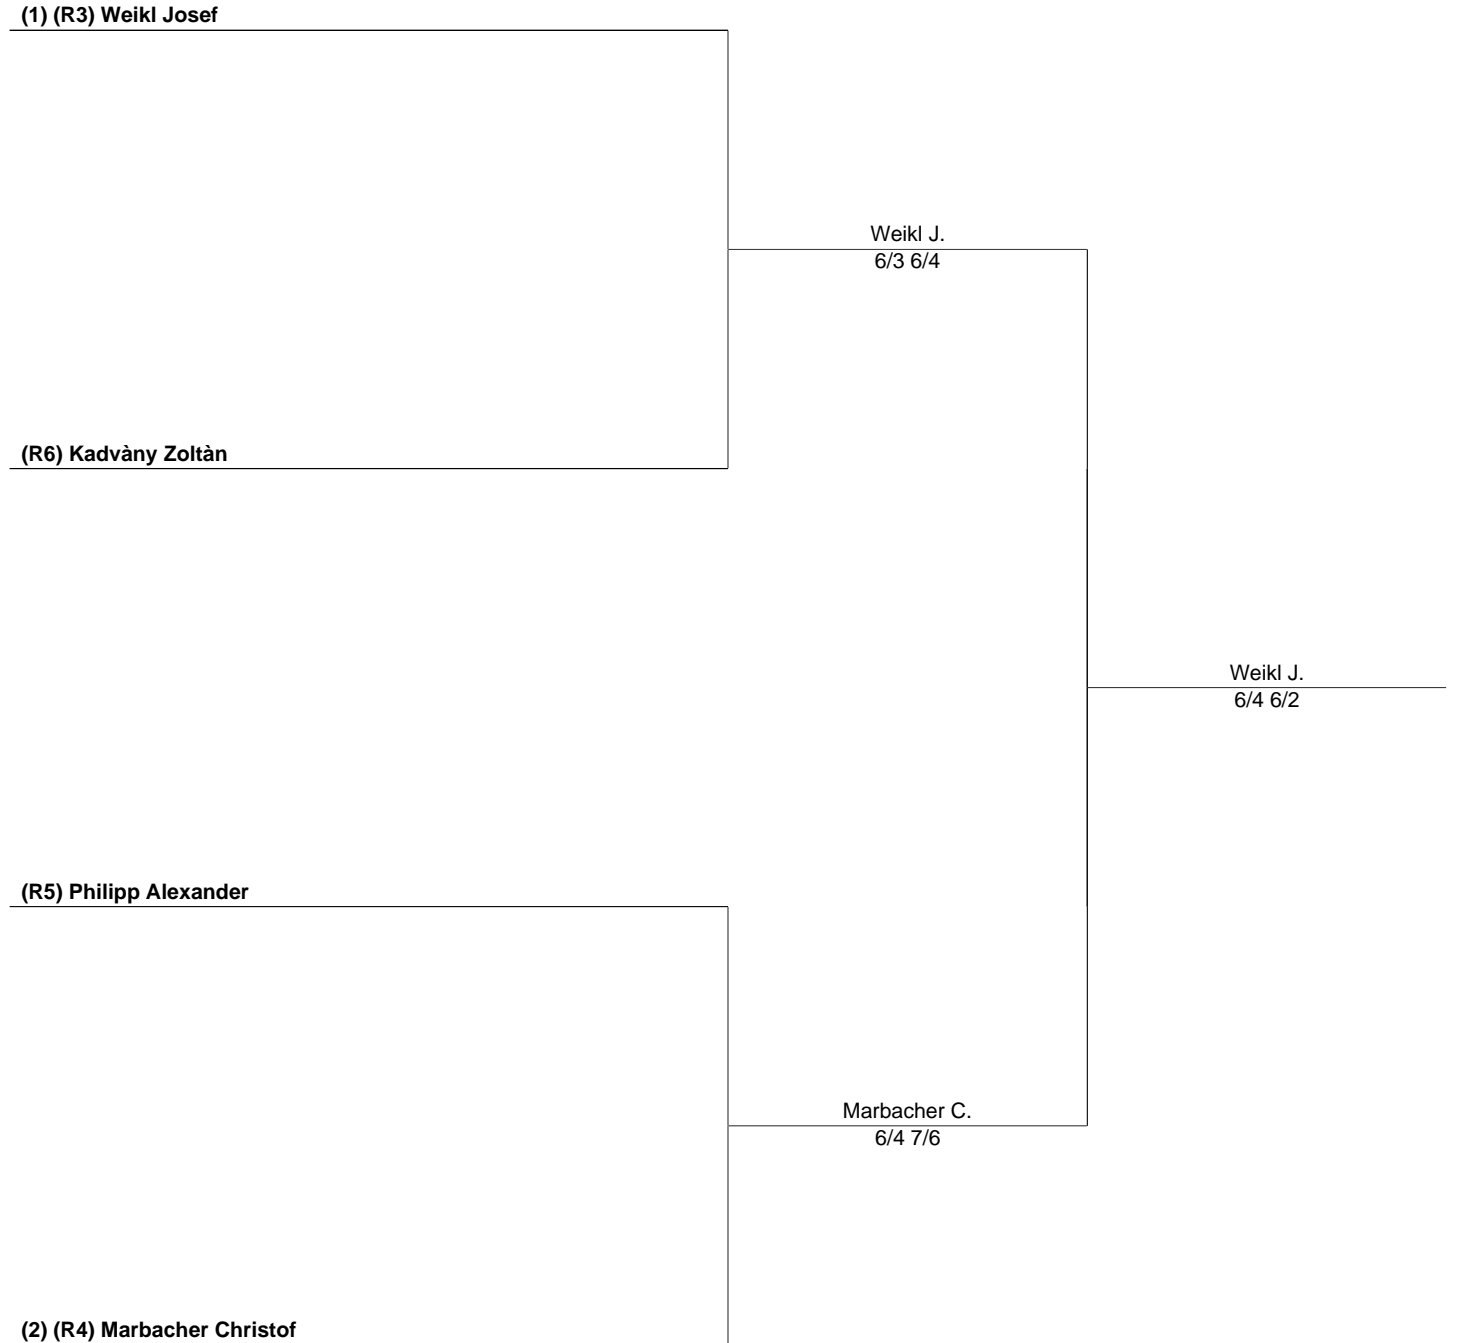 (1) (R3) Weikl Josef
Weikl J.
6/3 6/4
(R6) Kadvàny Zoltàn
Weikl J.
6/4 6/2
(R5) Philipp Alexander
Marbacher C.
6/4 7/6
(2) (R4) Marbacher Christof